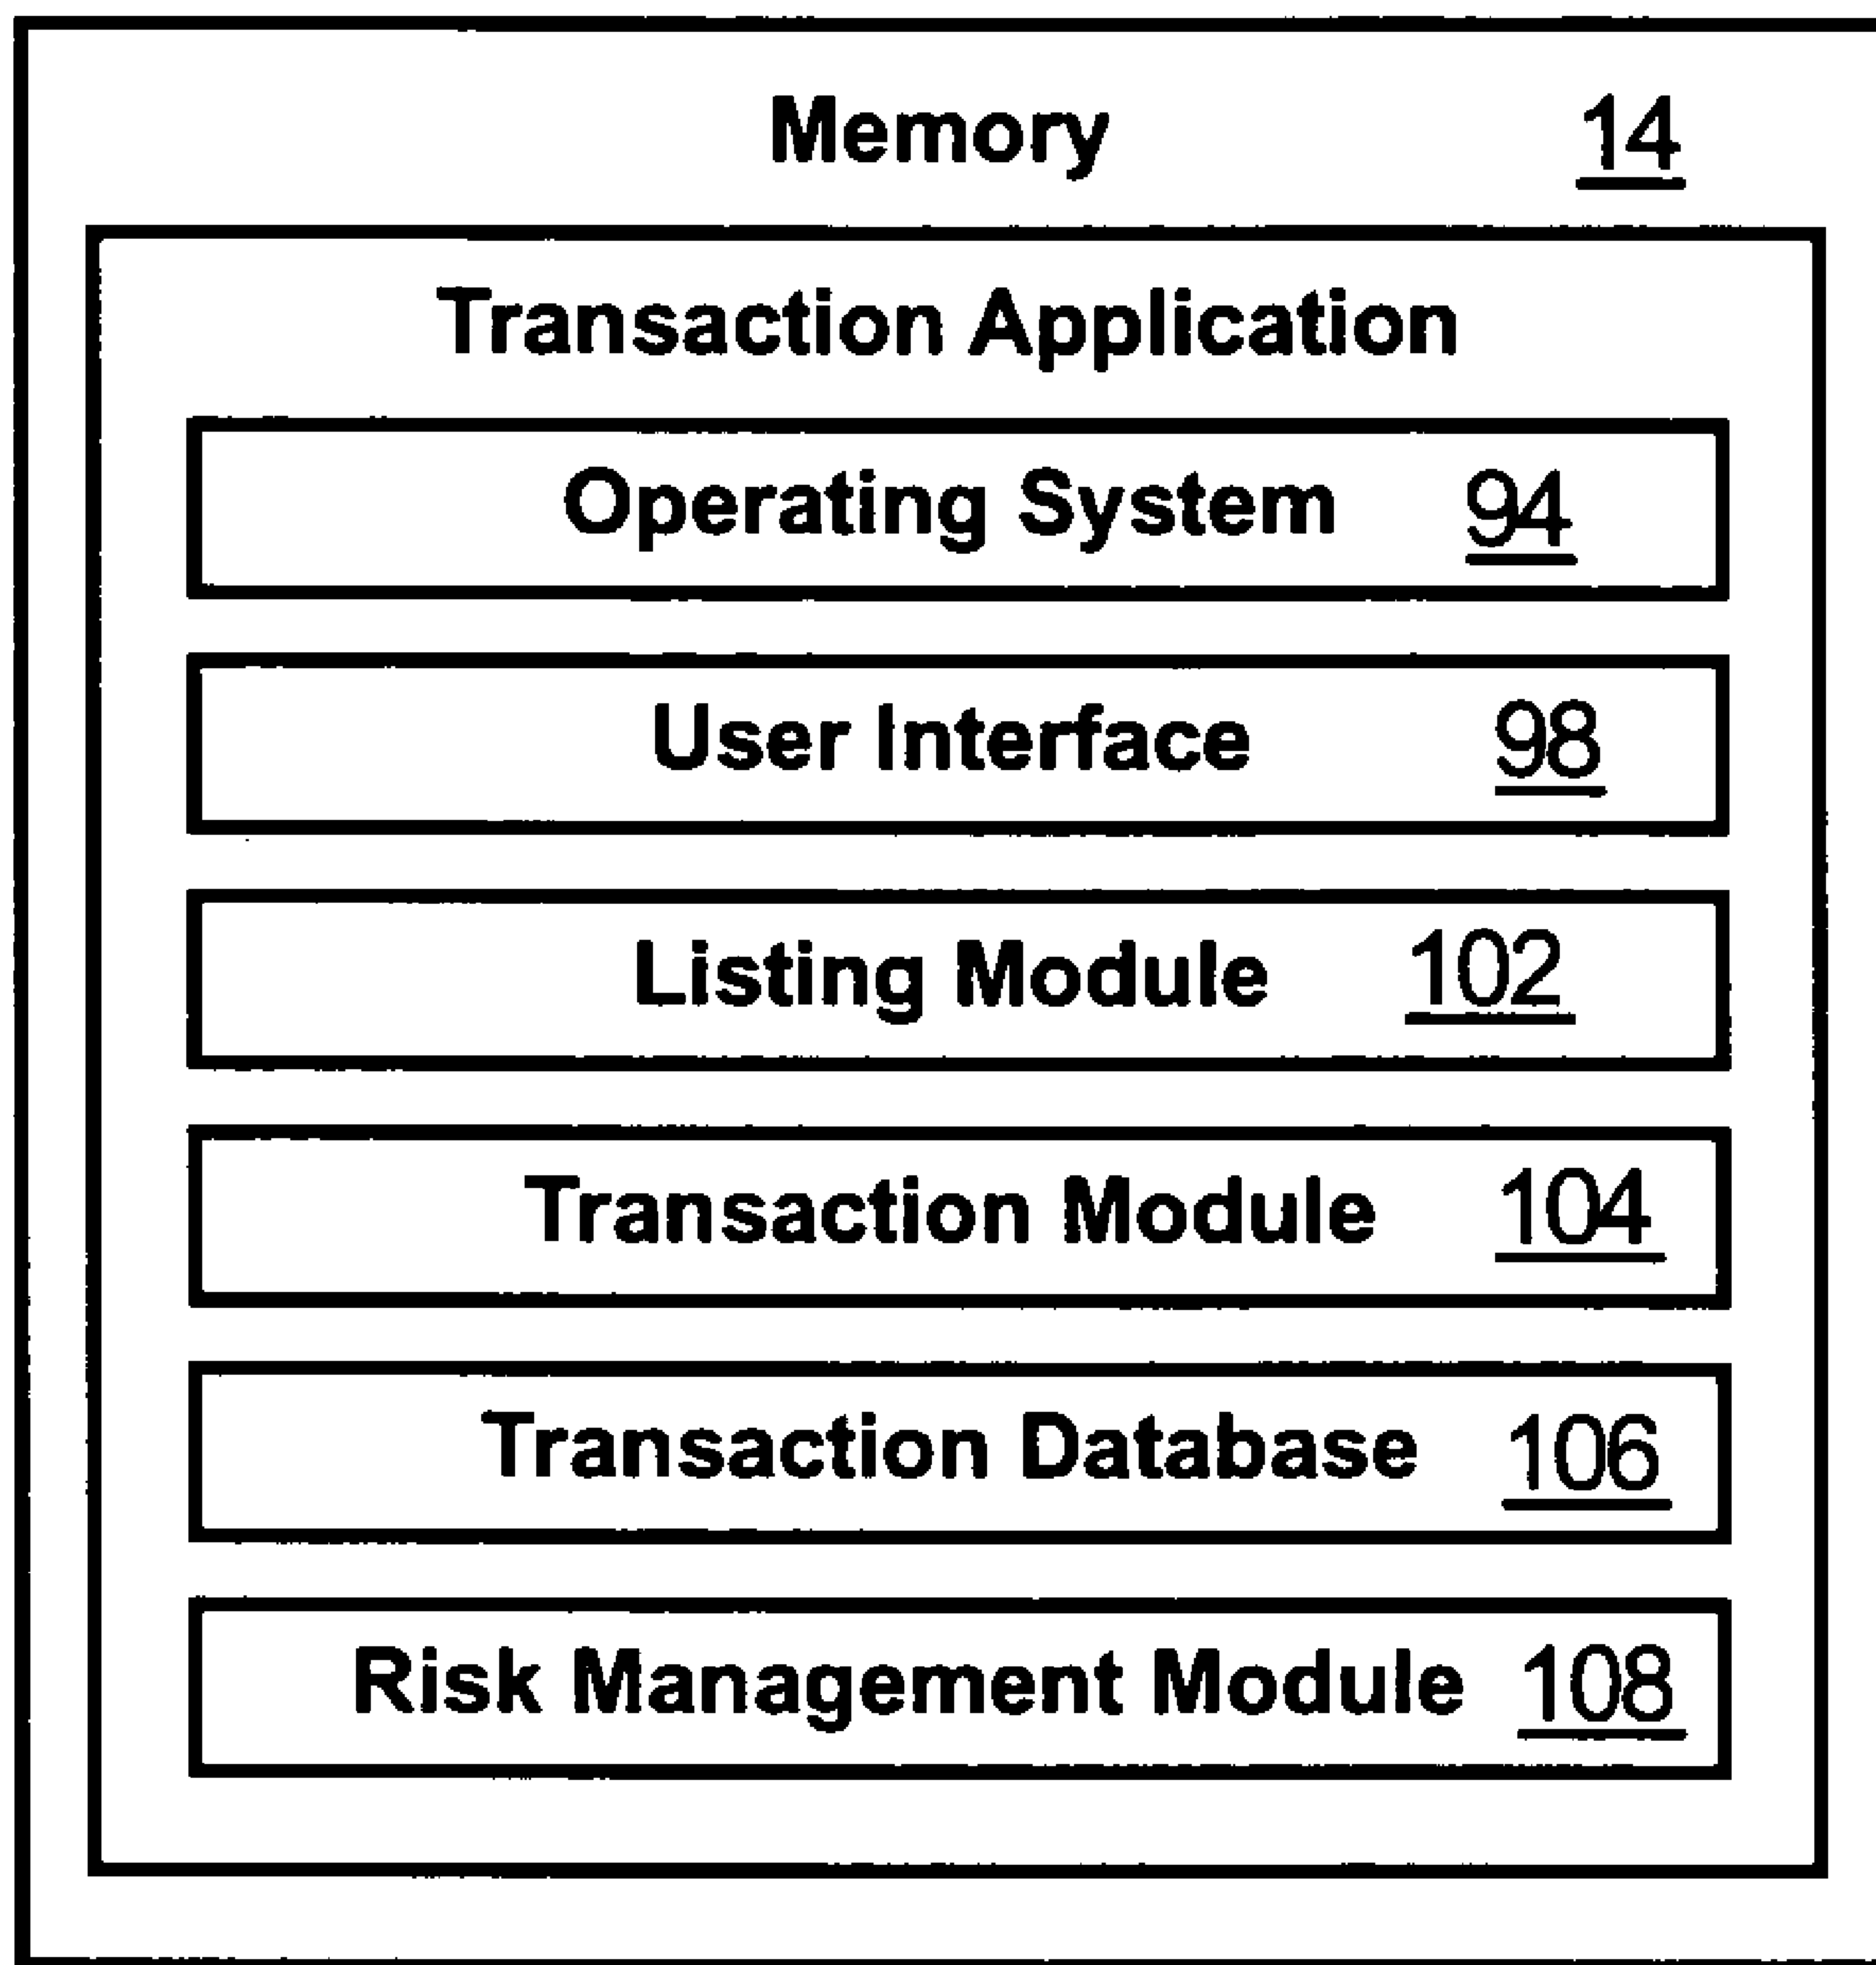 Memory 14
Transaction Application
Operating System 94
User Interface 98
Listing Module 102
Transaction Module 104
Transaction Database 106
Risk Management Module 108